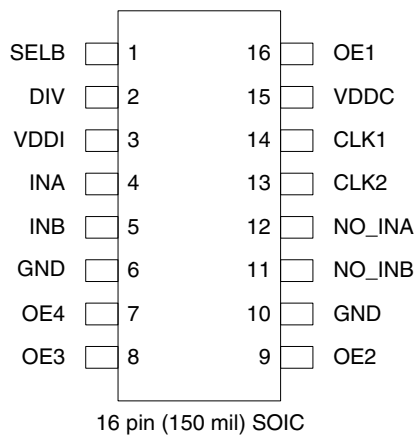 SELB 1 16 OE1
DIV 2 15 VDDC
VDDI 3 14 CLK1
INA 4 13 CLK2
INB 5 12 NO_INA
GND 6 11 NO_INB
OE4 7 10 GND
OE3 8 9 OE2
16 pin (150 mil) SOIC